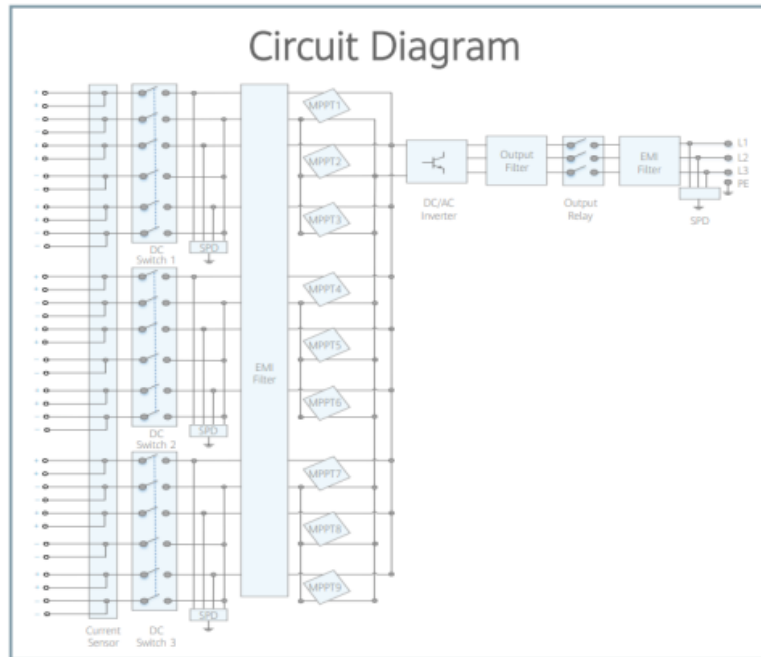 Circuit Diagram
MPPT1
MPPT2
MPPT3
SPD
DC
Switch 1
MPPT4
MPPT5
MPPT6
EMI
Filter
SPD
DC
Switch 2
MPPT7
MPPT8
MPPT9
SPD
Current
Sensor
DC
Switch 3
DC/AC
Inverter
Output
Filter
Output
Relay
EMI
Filter
L1
L2
L3
PE
SPD